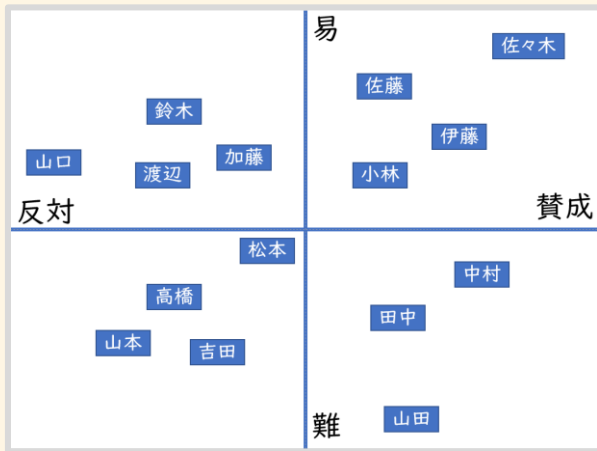 易
佐々木
佐藤
鈴木
伊藤
加藤
山口
渡辺
小林
反対
賛成
松本
中村
高橋
田中
山本
吉田
山田
難